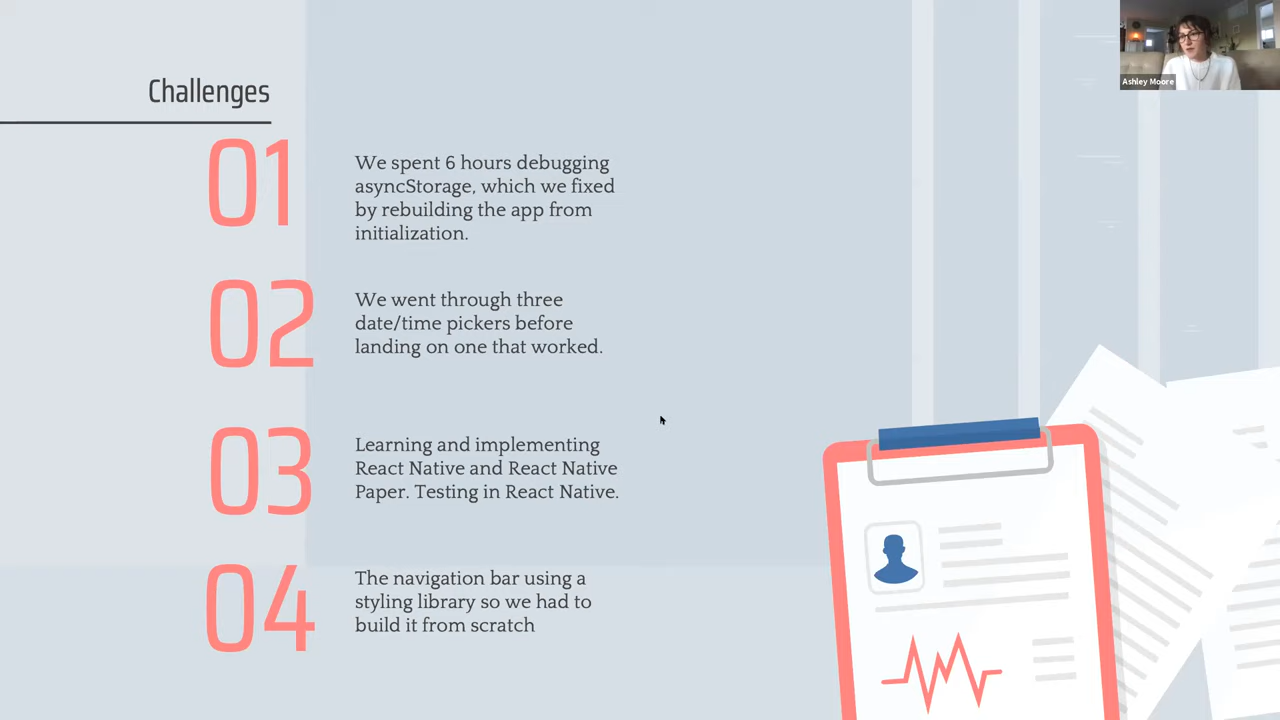 Challenges
Ashley Moore
01
We spent 6 hours debugging
asyncStorage, which we fixed
by rebuilding the app from
initialization.
02
We went through three
date/time pickers before
landing on one that worked.
03
Learning and implementing
React Native and React Native
Paper. Testing in React Native.
04
The navigation bar using a
styling library so we had to
build it from scratch